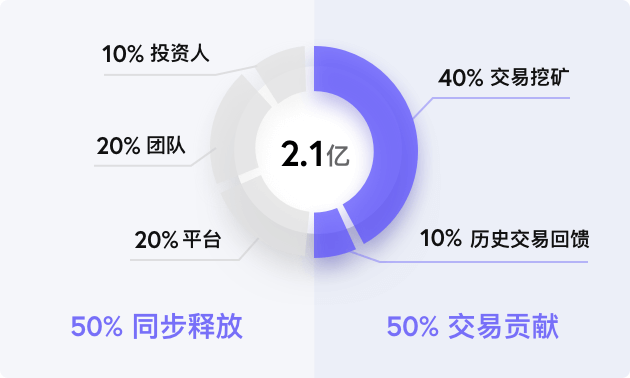 10% 投资人
40% 交易挖矿
20% 团队
2.1亿
20% 平台
10% 历史交易回馈
50% 同步释放
50% 交易贡献